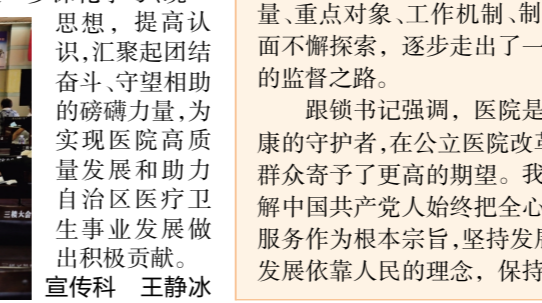 思想，提高认
识,汇聚起团结
奋斗、守望相助
的磅礴力量,为
实现医院高质
量发展和助力
自治区医疗卫
生事业发展做
出积极贡献。
宣传科 王静冰
量、重点对象、工作机制、制
面不懈探索，逐步走出了一
的监督之路。
跟锁书记强调，医院是
康的守护者,在公立医院改革
群众寄予了更高的期望。我
解中国共产党人始终把全心
服务作为根本宗旨,坚持发展
发展依靠人民的理念，保持